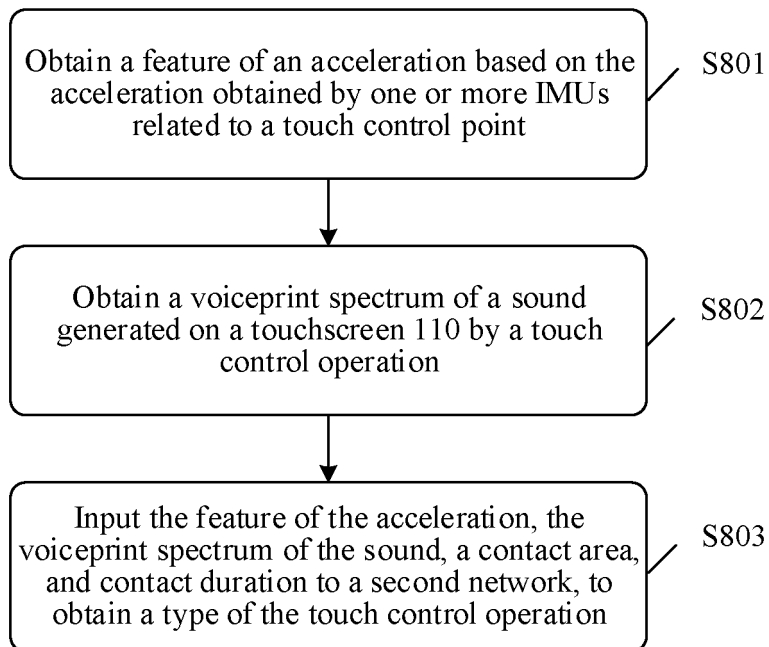 Obtain a feature of an acceleration based on the
acceleration obtained by one or more IMUs
related to a touch control point
S801
Obtain a voiceprint spectrum of a sound
generated on a touchscreen 110 by a touch
control operation
S802
Input the feature of the acceleration, the
voiceprint spectrum of the sound, a contact area,
and contact duration to a second network, to
obtain a type of the touch control operation
S803